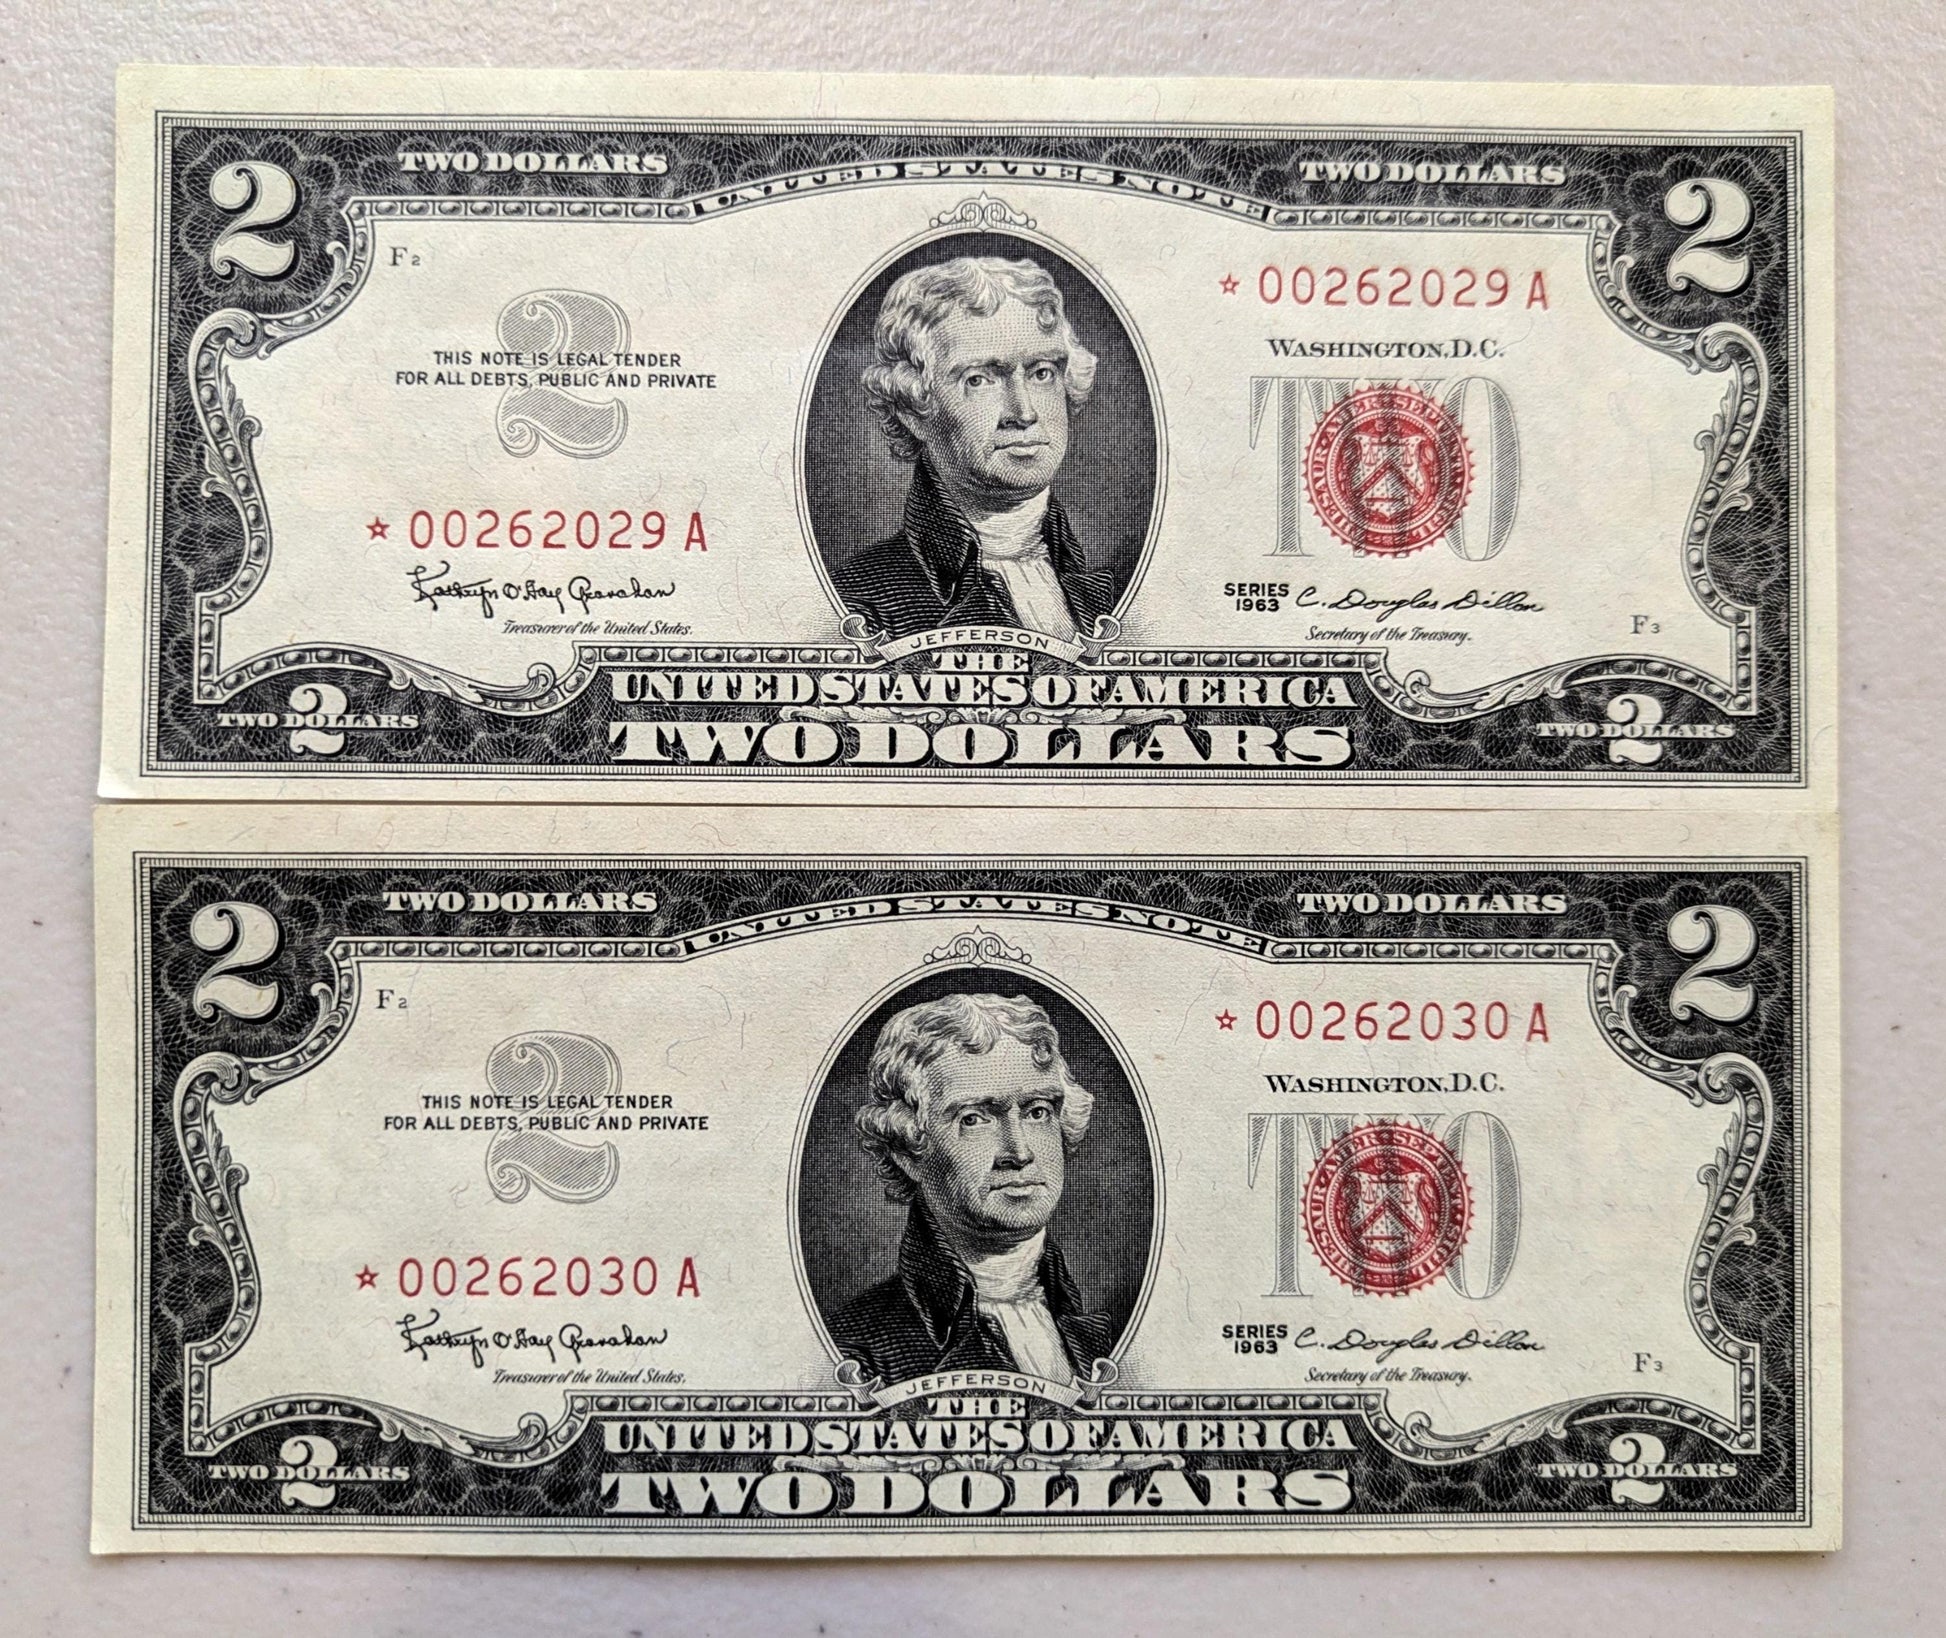 TWO DOLLARS UNITED STATES NOTE TWO DOLLARS
2 2
F2
☆ 00262029 A
WASHINGTON, D.C.
2 TWO
THIS NOTE IS LEGAL TENDER
FOR ALL DEBTS, PUBLIC AND PRIVATE
☆ 00262029 A
Kathryn O'Hay Granahan
Treasurer of the United States.
SERIES
1963
C. Douglas Dillon
Secretary of the Treasury.
F3
JEFFERSON
THE
UNITED STATES OF AMERICA
TWO DOLLARS 2 TWO DOLLARS TWO DOLLARS 2
TWO DOLLARS UNITED STATES NOTE TWO DOLLARS
2 2
F2
☆ 00262030 A
WASHINGTON, D.C.
2 TWO
THIS NOTE IS LEGAL TENDER
FOR ALL DEBTS, PUBLIC AND PRIVATE
☆ 00262030 A
Kathryn O'Hay Granahan
Treasurer of the United States.
SERIES
1963
C. Douglas Dillon
Secretary of the Treasury.
F3
JEFFERSON
THE
UNITED STATES OF AMERICA
TWO DOLLARS 2 TWO DOLLARS TWO DOLLARS 2